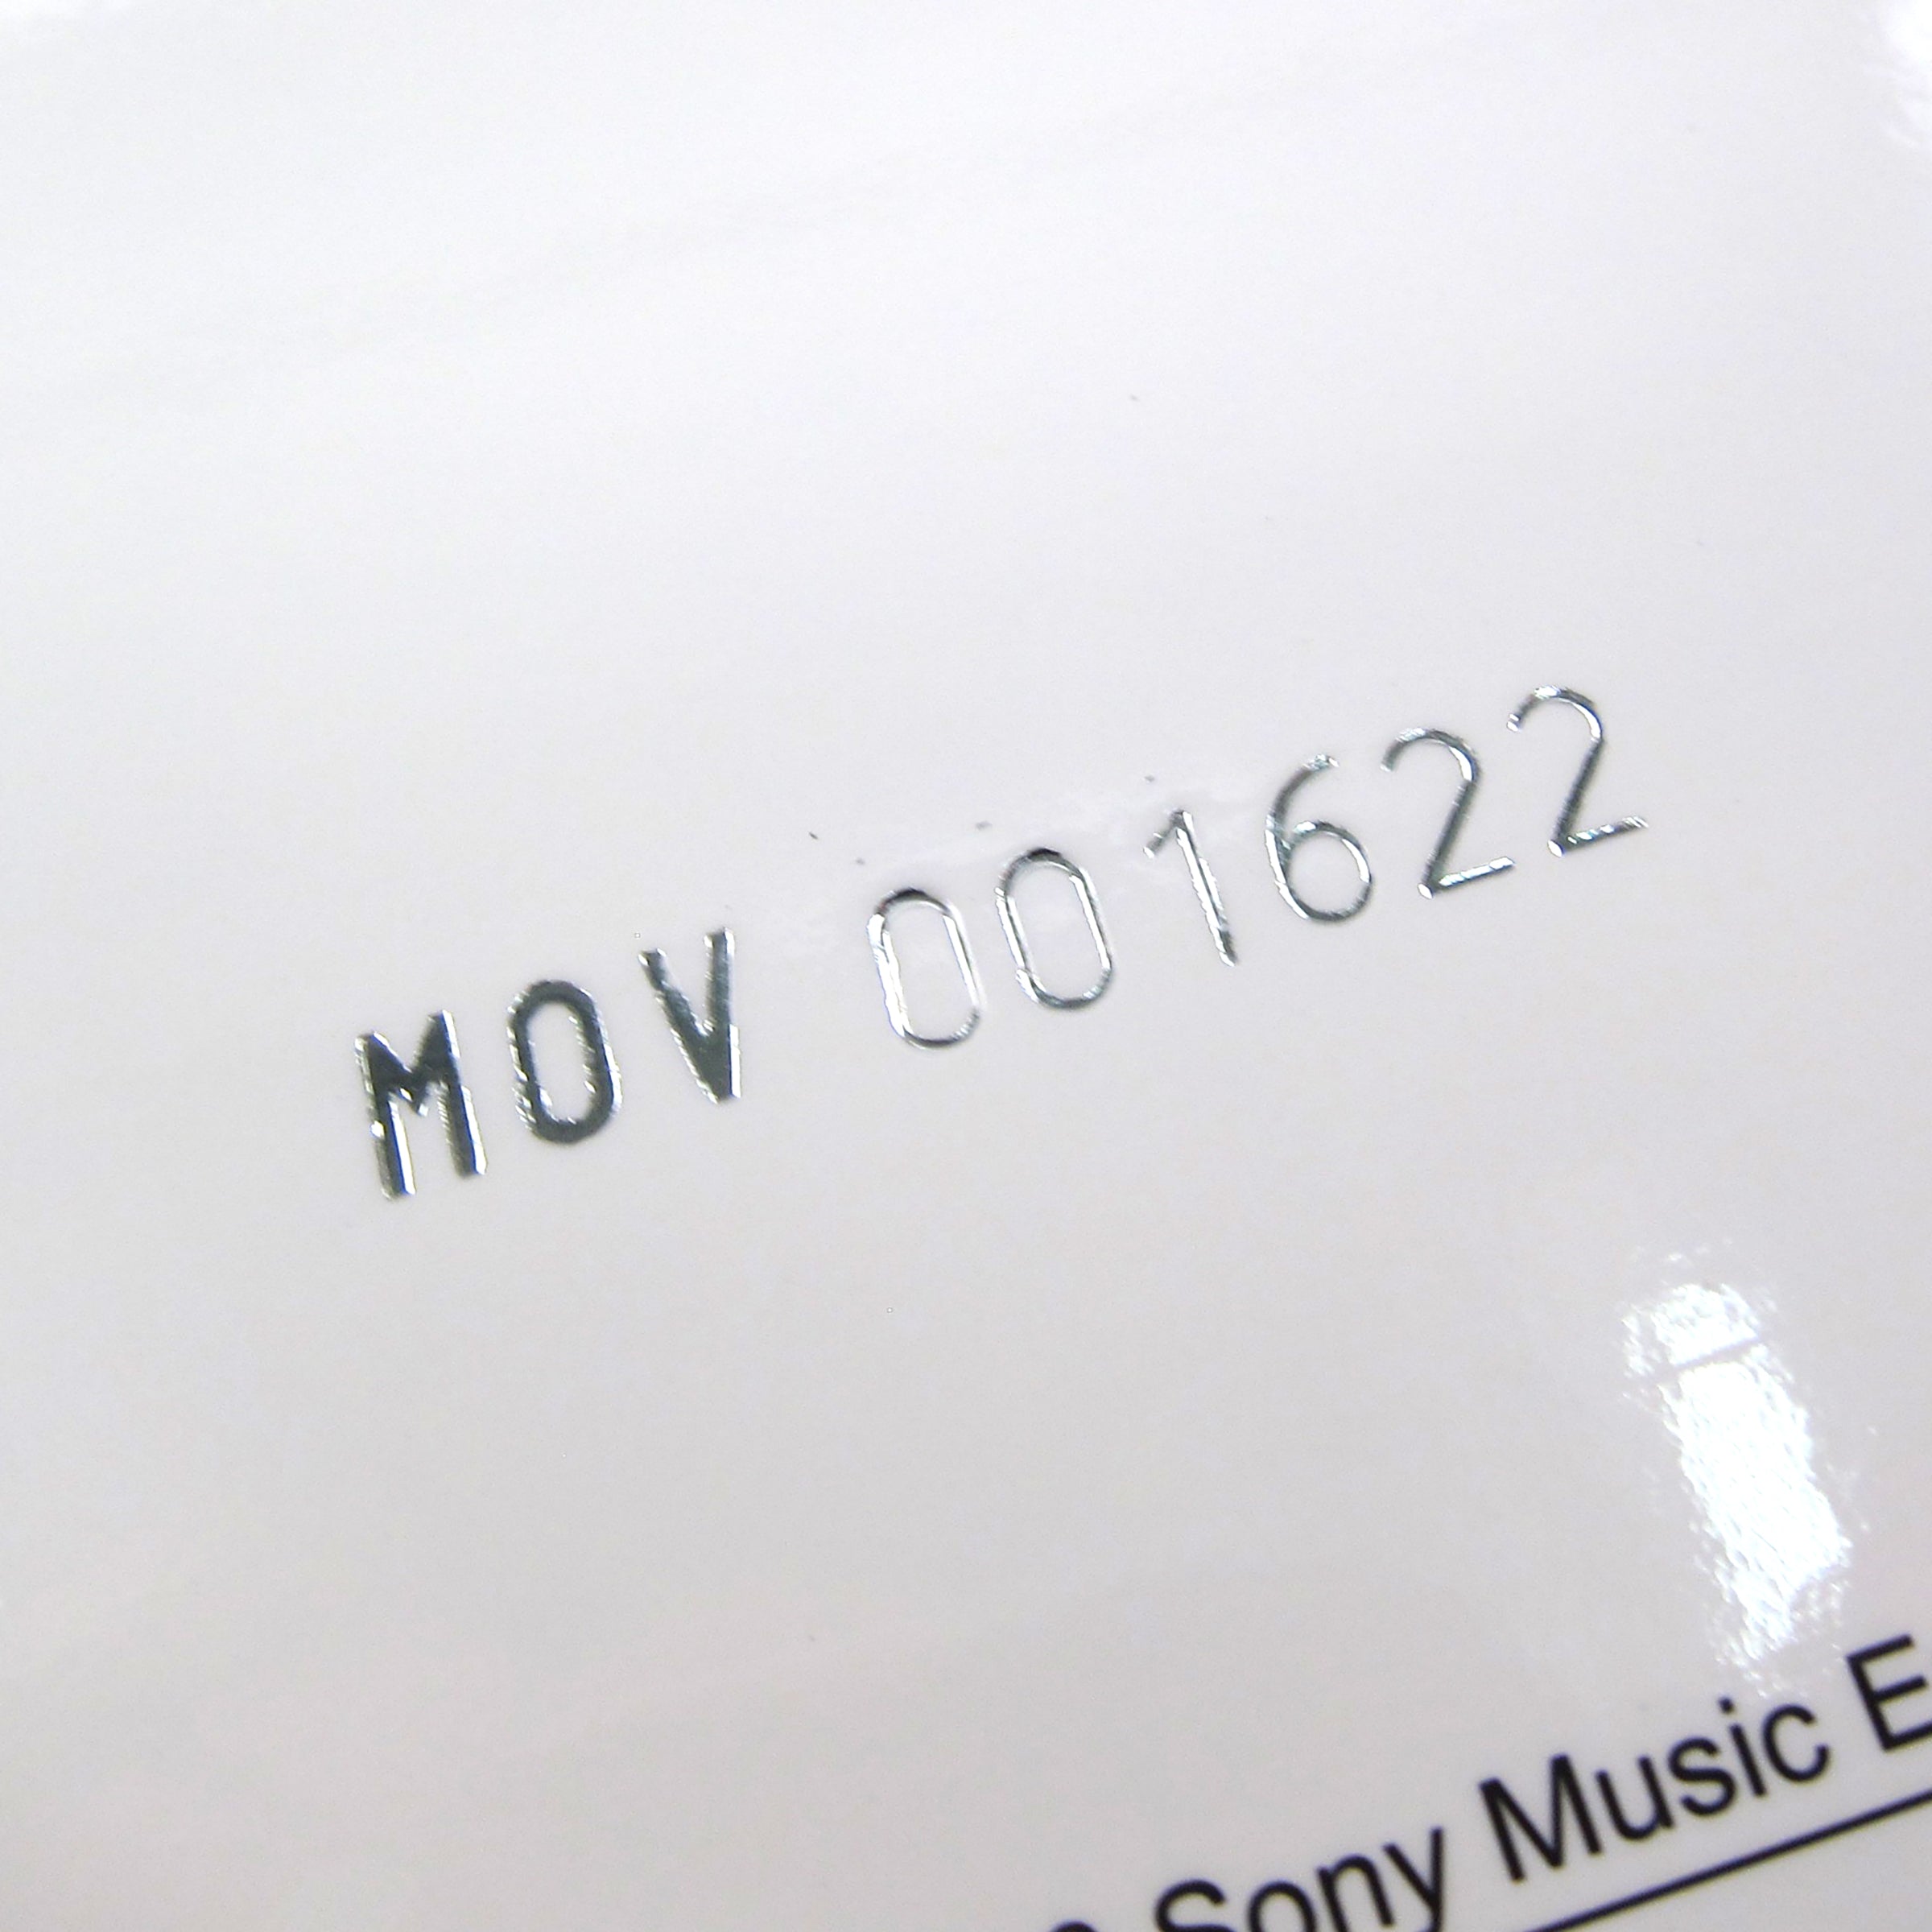 MOV 001622
Sony Music E